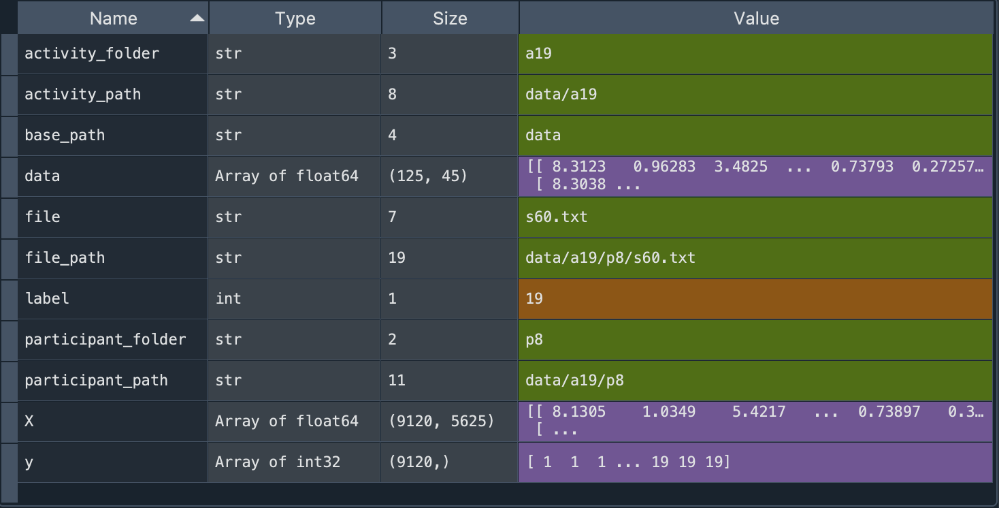 Name Type Size Value
activity_folder str 3 a19
activity_path str 8 data/a19
base_path str 4 data
data Array of float64 (125, 45) [[ 8.3123 0.96283 3.4825 ... 0.73793 0.27257…
[ 8.3038 ...
file str 7 s60.txt
file_path str 19 data/a19/p8/s60.txt
label int 1 19
participant_folder str 2 p8
participant_path str 11 data/a19/p8
X Array of float64 (9120, 5625) [[ 8.1305 1.0349 5.4217 ... 0.73897 0.3…
[ ...
y Array of int32 (9120,) [ 1 1 1 ... 19 19 19]